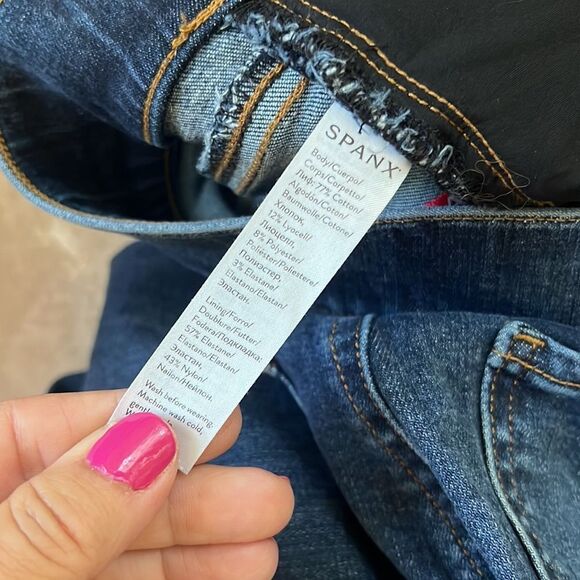 SPANX
Body/Cuerpo/
Corps/Corpetto/
Лиф: 77% Cotton/
Algodón/Coton/
Baumwolle/Cotone/
Хлопок,
12% Lyocell/
Лиоцелл,
8% Polyester/
Poliéster/Poliestere/
Полиэстер,
3% Elastane/
Elastano/Elastan/
Эластан.
Lining/Forro/
Doublure/Futter/
Fodera/Подкладка:
57% Elastane/
Elastano/Elastan/
Эластан,
43% Nylon/
Nailon/Нейлон.
Wash before wearing.
Machine wash cold,